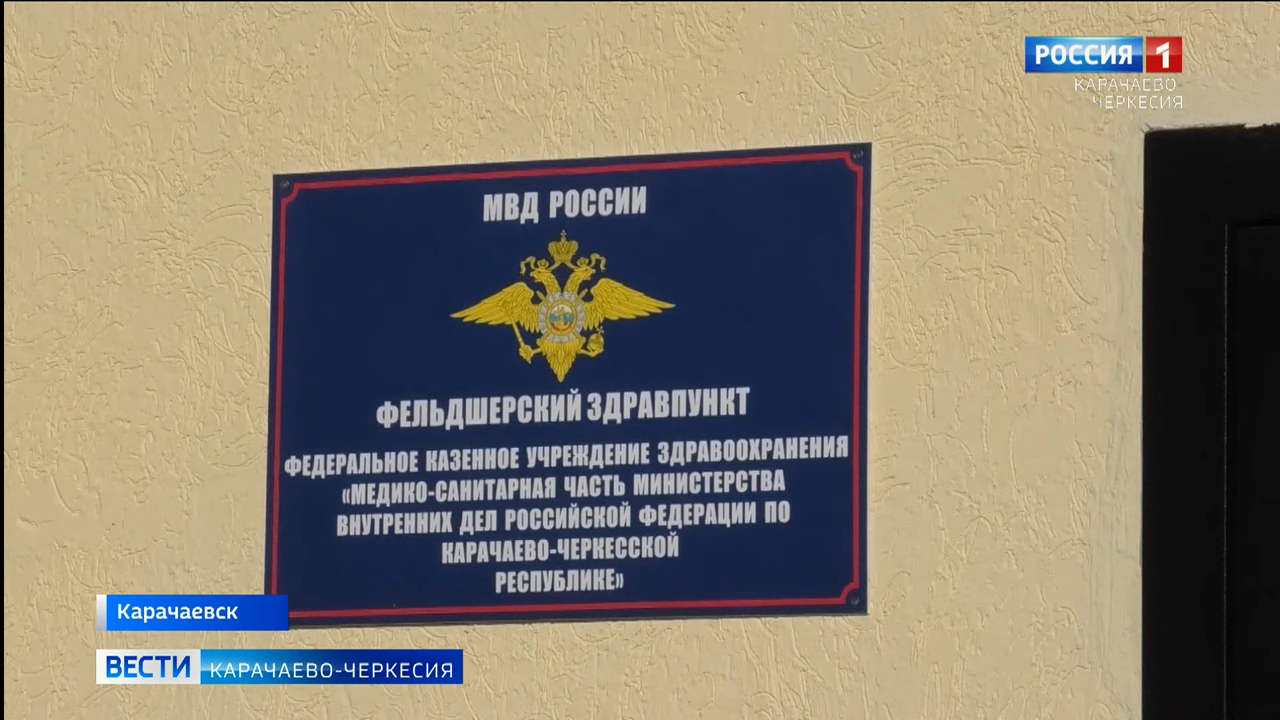 РОССИЯ 1
КАРАЧАЕВО-
ЧЕРКЕСИЯ
МВД РОССИИ
ФЕЛЬДШЕРСКИЙ ЗДРАВПУНКТ
ФЕДЕРАЛЬНОЕ КАЗЕННОЕ УЧРЕЖДЕНИЕ ЗДРАВООХРАНЕНИЯ
«МЕДИКО-САНИТАРНАЯ ЧАСТЬ МИНИСТЕРСТВА
ВНУТРЕННИХ ДЕЛ РОССИЙСКОЙ ФЕДЕРАЦИИ ПО
КАРАЧАЕВО-ЧЕРКЕССКОЙ
РЕСПУБЛИКЕ»
Карачаевск
ВЕСТИ КАРАЧАЕВО-ЧЕРКЕСИЯ